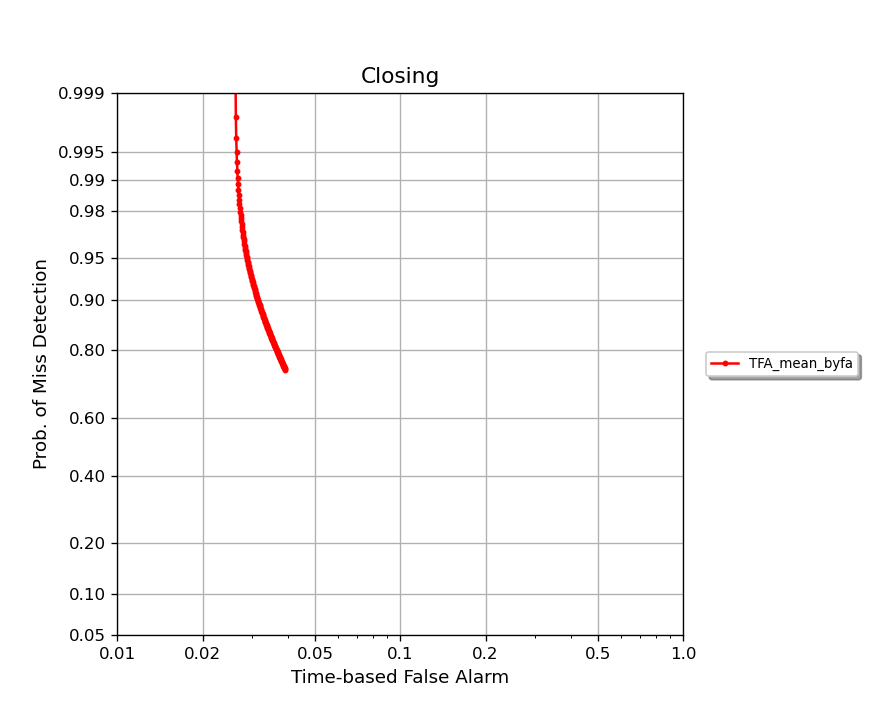 Closing
0.999
0.995
0.99
0.98
0.95
0.90
0.80
0.60
0.40
0.20
0.10
0.05
Prob. of Miss Detection
0.01 0.02 0.05 0.1 0.2 0.5 1.0
Time-based False Alarm
TFA_mean_byfa